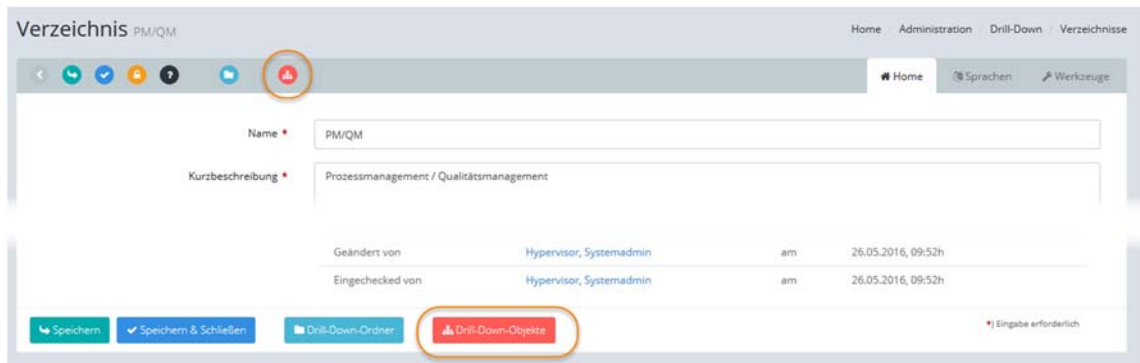 Verzeichnis PM/QM
Home / Administration / Drill-Down / Verzeichnisse
Home Sprachen Werkzeuge
Name * PM/QM
Kurzbeschreibung * Prozessmanagement / Qualitätsmanagement
Geändert von Hypervisor, Systemadmin am 26.05.2016, 09:52h
Eingechecked von Hypervisor, Systemadmin am 26.05.2016, 09:52h
Speichern Speichern & Schließen Drill-Down-Ordner Drill-Down-Objekte *) Eingabe erforderlich